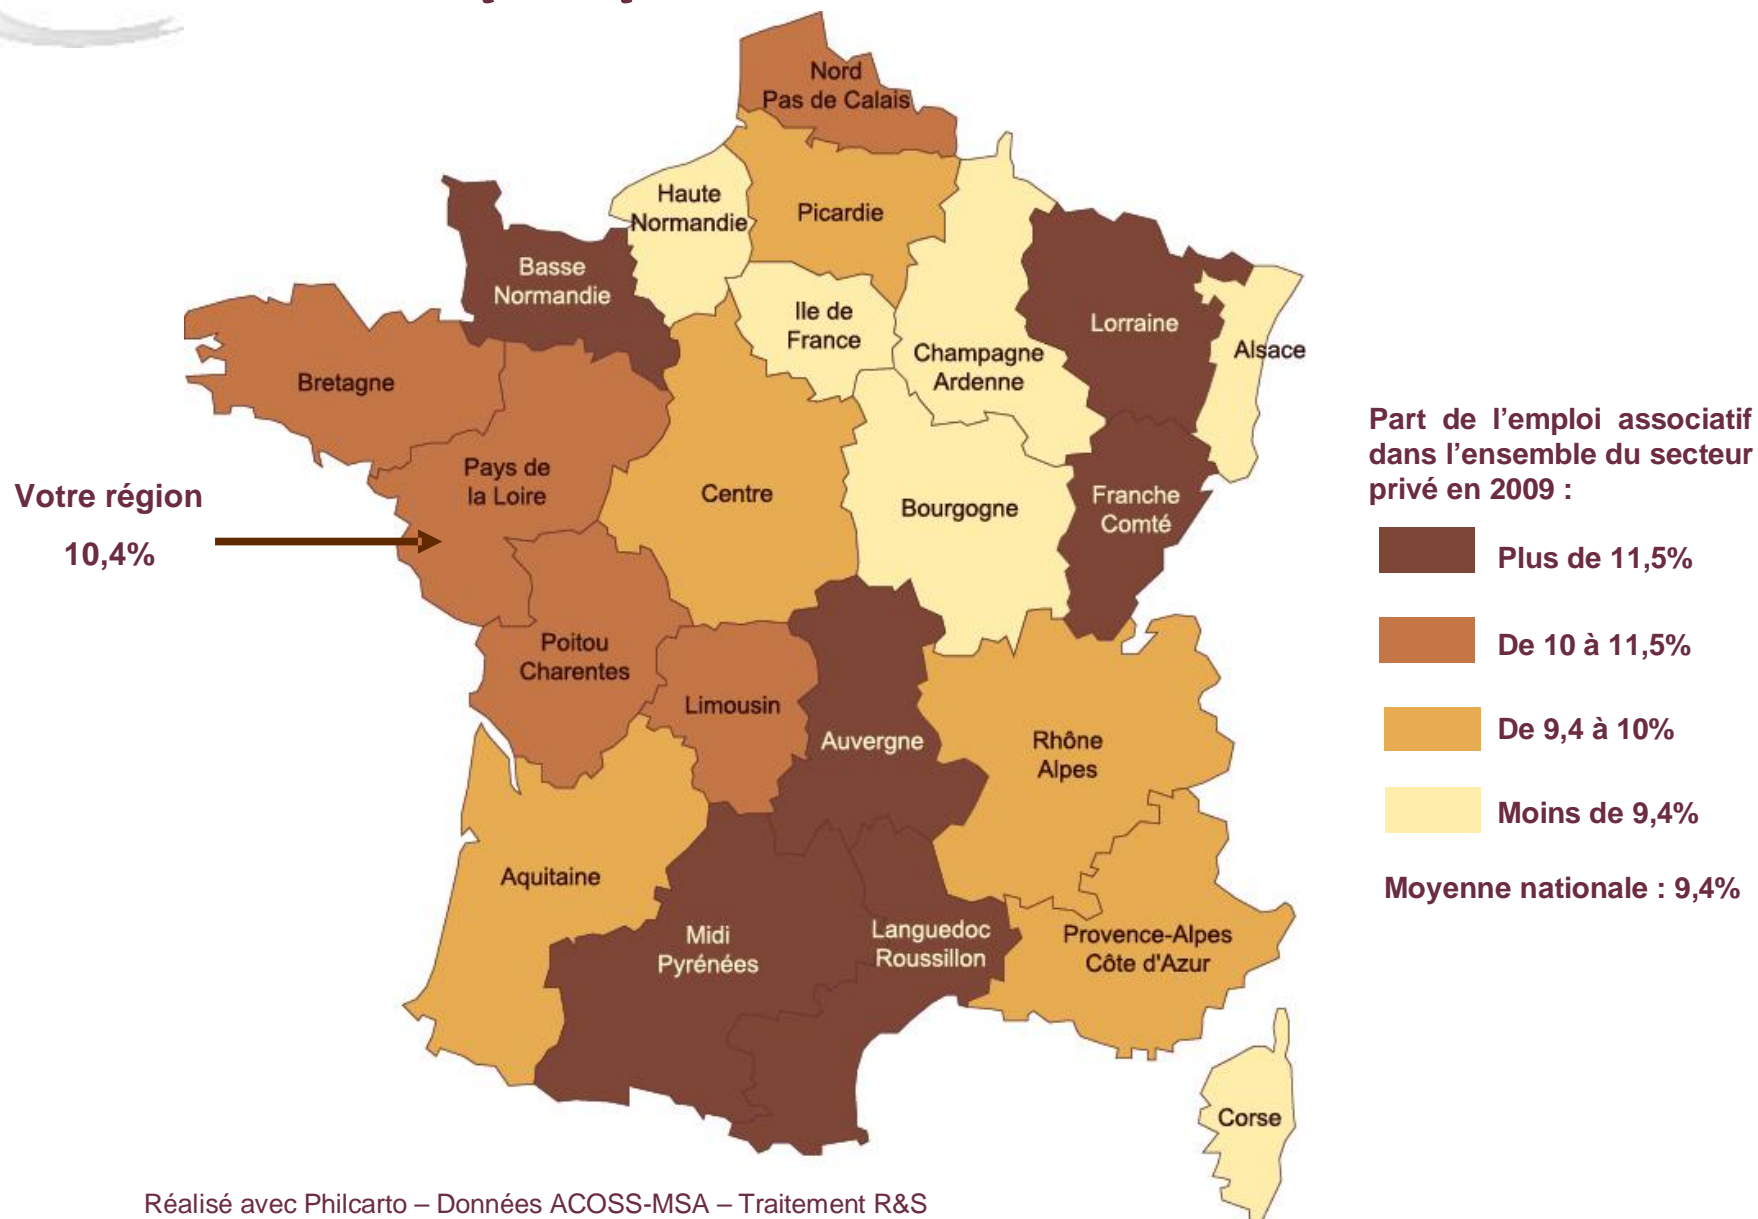 Nord
Pas de Calais
Haute
Normandie
Picardie
Basse
Normandie
Ile de
France
Champagne
Ardenne
Lorraine
Alsace
Bretagne
Pays de
la Loire
Centre
Bourgogne
Franche
Comté
Votre région
10,4%
Poitou
Charentes
Limousin
Auvergne
Rhône
Alpes
Aquitaine
Midi
Pyrénées
Languedoc
Roussillon
Provence-Alpes
Côte d'Azur
Corse
Part de l'emploi associatif
dans l'ensemble du secteur
privé en 2009 :
Plus de 11,5%
De 10 à 11,5%
De 9,4 à 10%
Moins de 9,4%
Moyenne nationale : 9,4%
Réalisé avec Philcarto – Données ACOSS-MSA – Traitement R&S